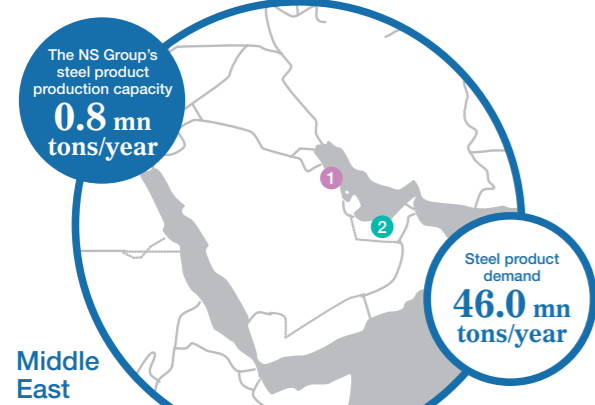 The NS Group's
steel product
production capacity
0.8 mn
tons/year
1
2
Steel product
demand
46.0 mn
tons/year
Middle
East